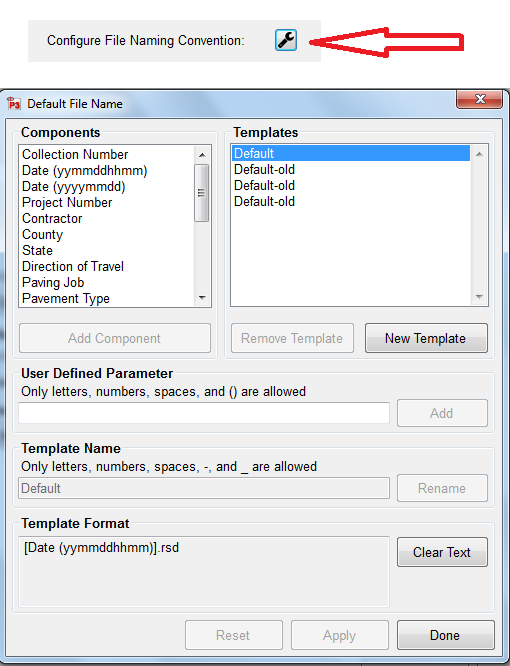 Configure File Naming Convention:
P3 Default File Name
Components
Collection Number
Date (yymmddhhmm)
Date (yyyymmdd)
Project Number
Contractor
County
State
Direction of Travel
Paving Job
Pavement Type
Add Component
Templates
Default
Default-old
Default-old
Default-old
Remove Template
New Template
User Defined Parameter
Only letters, numbers, spaces, and () are allowed
Add
Template Name
Only letters, numbers, spaces, -, and _ are allowed
Default
Rename
Template Format
[Date (yymmddhhmm)].rsd
Clear Text
Reset
Apply
Done